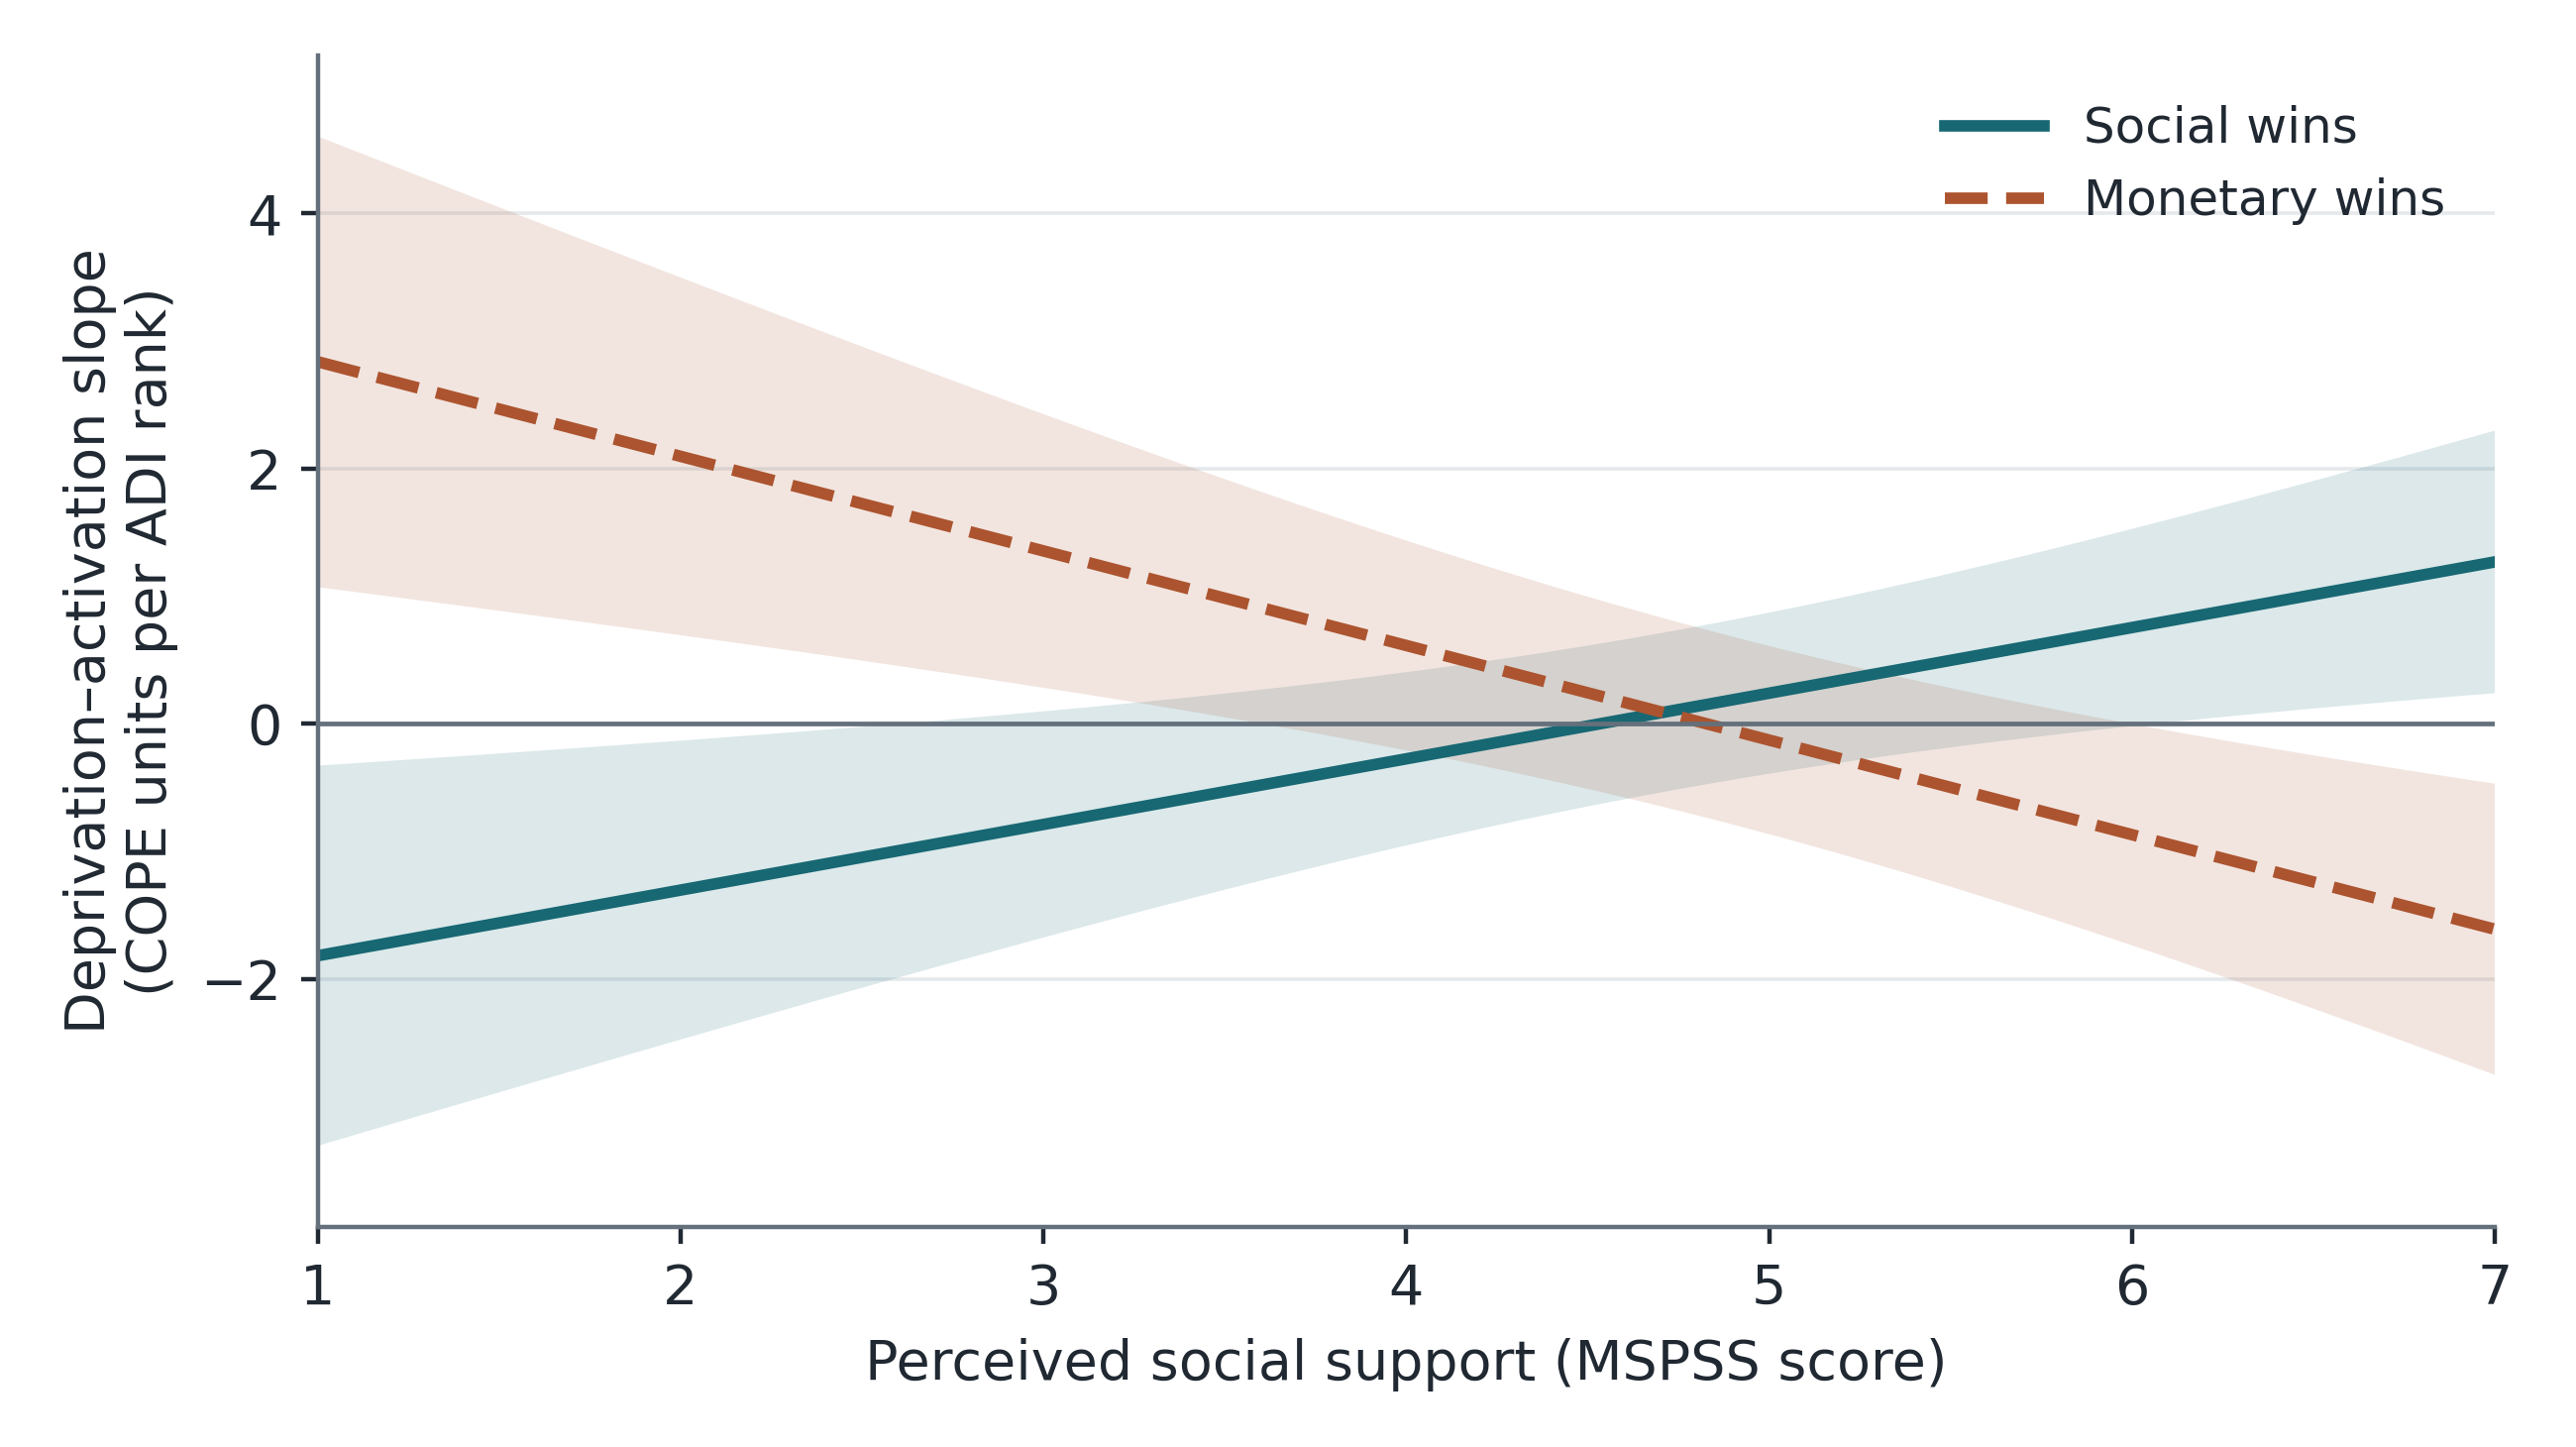 Deprivation–activation slope
(COPE units per ADI rank)
4
2
0
−2
Social wins
Monetary wins
1 2 3 4 5 6 7
Perceived social support (MSPSS score)